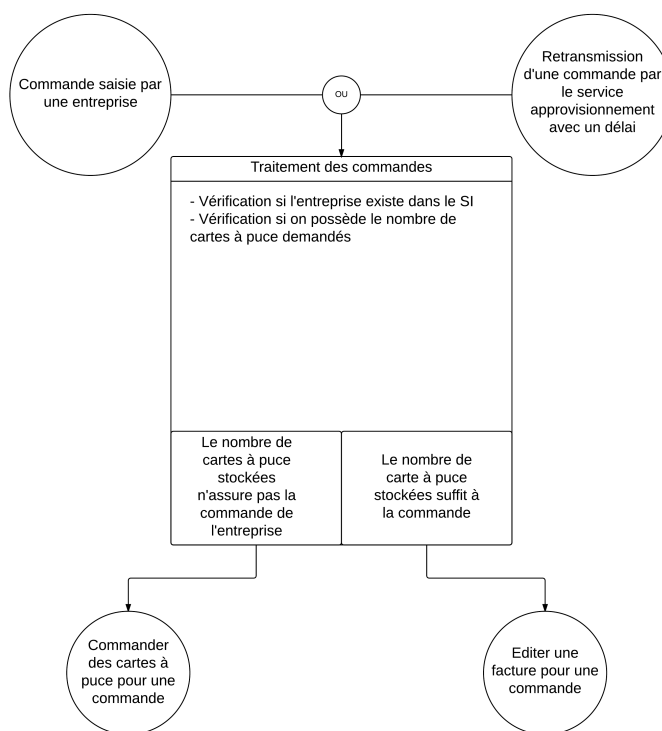 Commande saisie par
une entreprise
OU
Retransmission
d'une commande par
le service
approvisionnement
avec un délai
Traitement des commandes
- Vérification si l'entreprise existe dans le SI
- Vérification si on possède le nombre de
cartes à puce demandés
Le nombre de
cartes à puce
stockées
n'assure pas la
commande de
l'entreprise
Le nombre de
carte à puce
stockées suffit à
la commande
Commander
des cartes à
puce pour une
commande
Editer une
facture pour une
commande